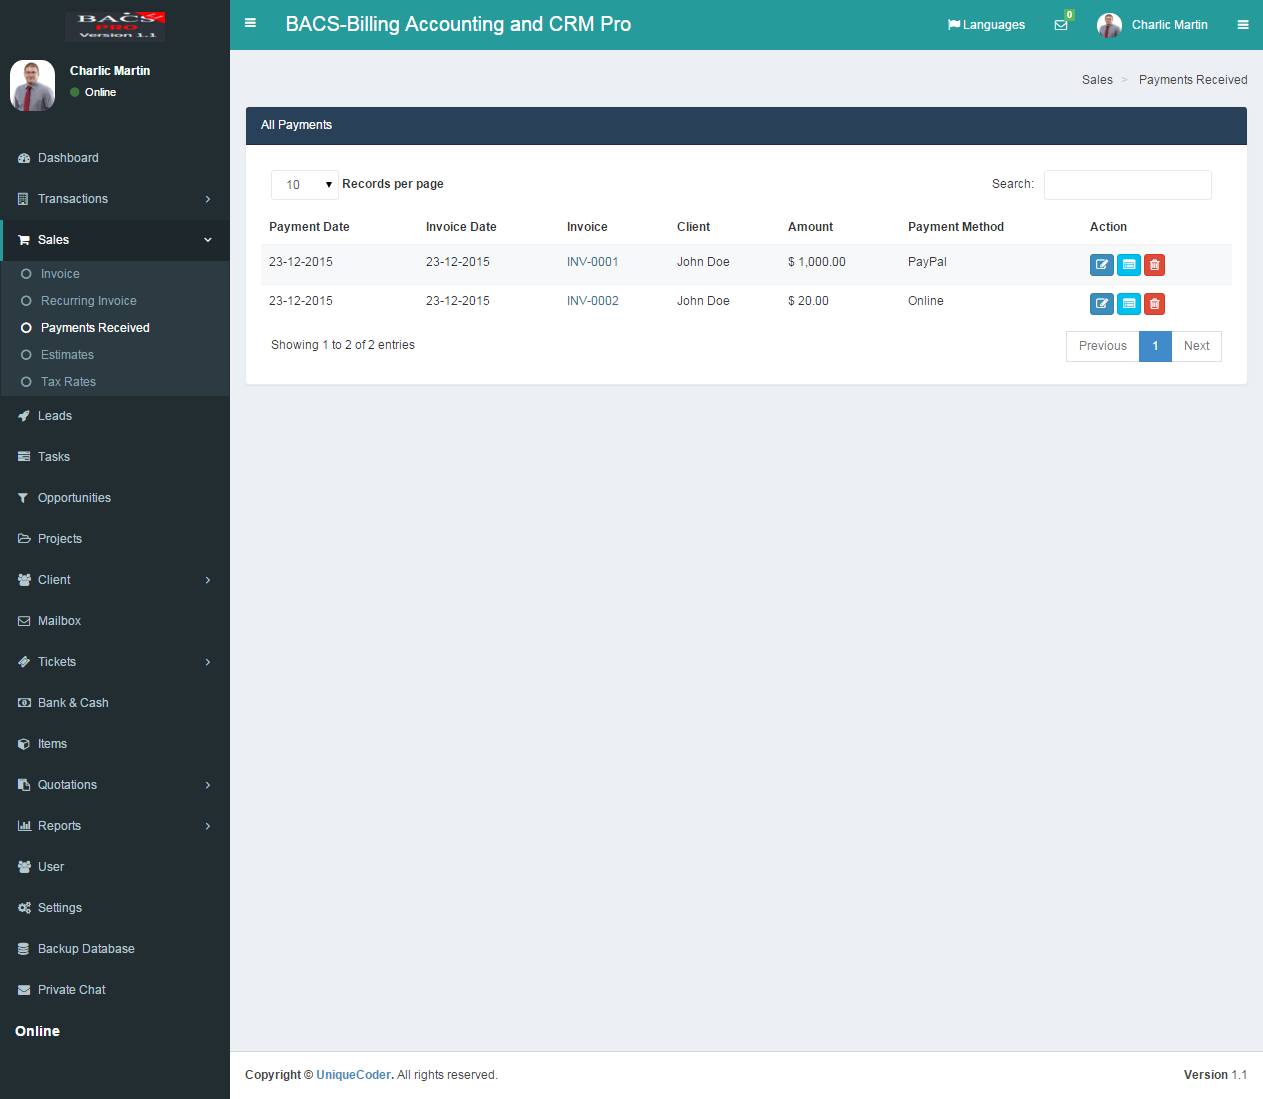 BACS
PRO
Version 1.1
BACS-Billing Accounting and CRM Pro
Languages
0
Charlic Martin
Charlic Martin
Online
Dashboard
Transactions
Sales
Invoice
Recurring Invoice
Payments Received
Estimates
Tax Rates
Leads
Tasks
Opportunities
Projects
Client
Mailbox
Tickets
Bank & Cash
Items
Quotations
Reports
User
Settings
Backup Database
Private Chat
Online
Sales > Payments Received
All Payments
10 Records per page
Search:
Payment Date Invoice Date Invoice Client Amount Payment Method Action
23-12-2015 23-12-2015 INV-0001 John Doe $ 1,000.00 PayPal
23-12-2015 23-12-2015 INV-0002 John Doe $ 20.00 Online
Showing 1 to 2 of 2 entries
Previous 1 Next
Copyright © UniqueCoder. All rights reserved.
Version 1.1